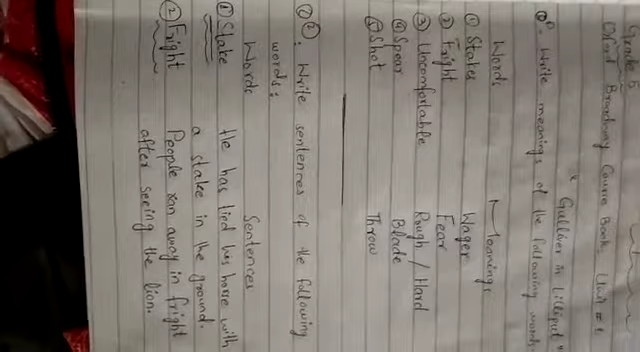 Grade 5
Oxford Broadway Course Book. Unit # 1
"Gulliver in Lilliput"
Q①: Write meanings of the following words
Words Meanings
① Stakes Wager
② Fright Fear
③ Uncomfortable Rough / Hard
④ Spear Blade
⑤ Shot Throw
Q②: Write sentences of the following
words:
Words Sentences
① Stake He has tied his horse with
a stake in the ground.
② Fright People ran away in fright
after seeing the lion.